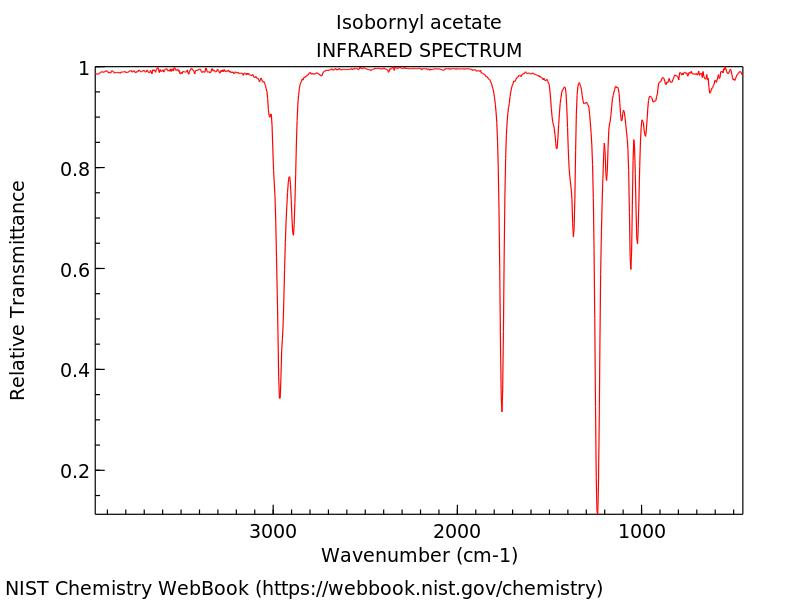 Isobornyl acetate
INFRARED SPECTRUM
1
0.8
0.6
0.4
0.2
Relative Transmittance
3000 2000 1000
Wavenumber (cm-1)
NIST Chemistry WebBook (https://webbook.nist.gov/chemistry)